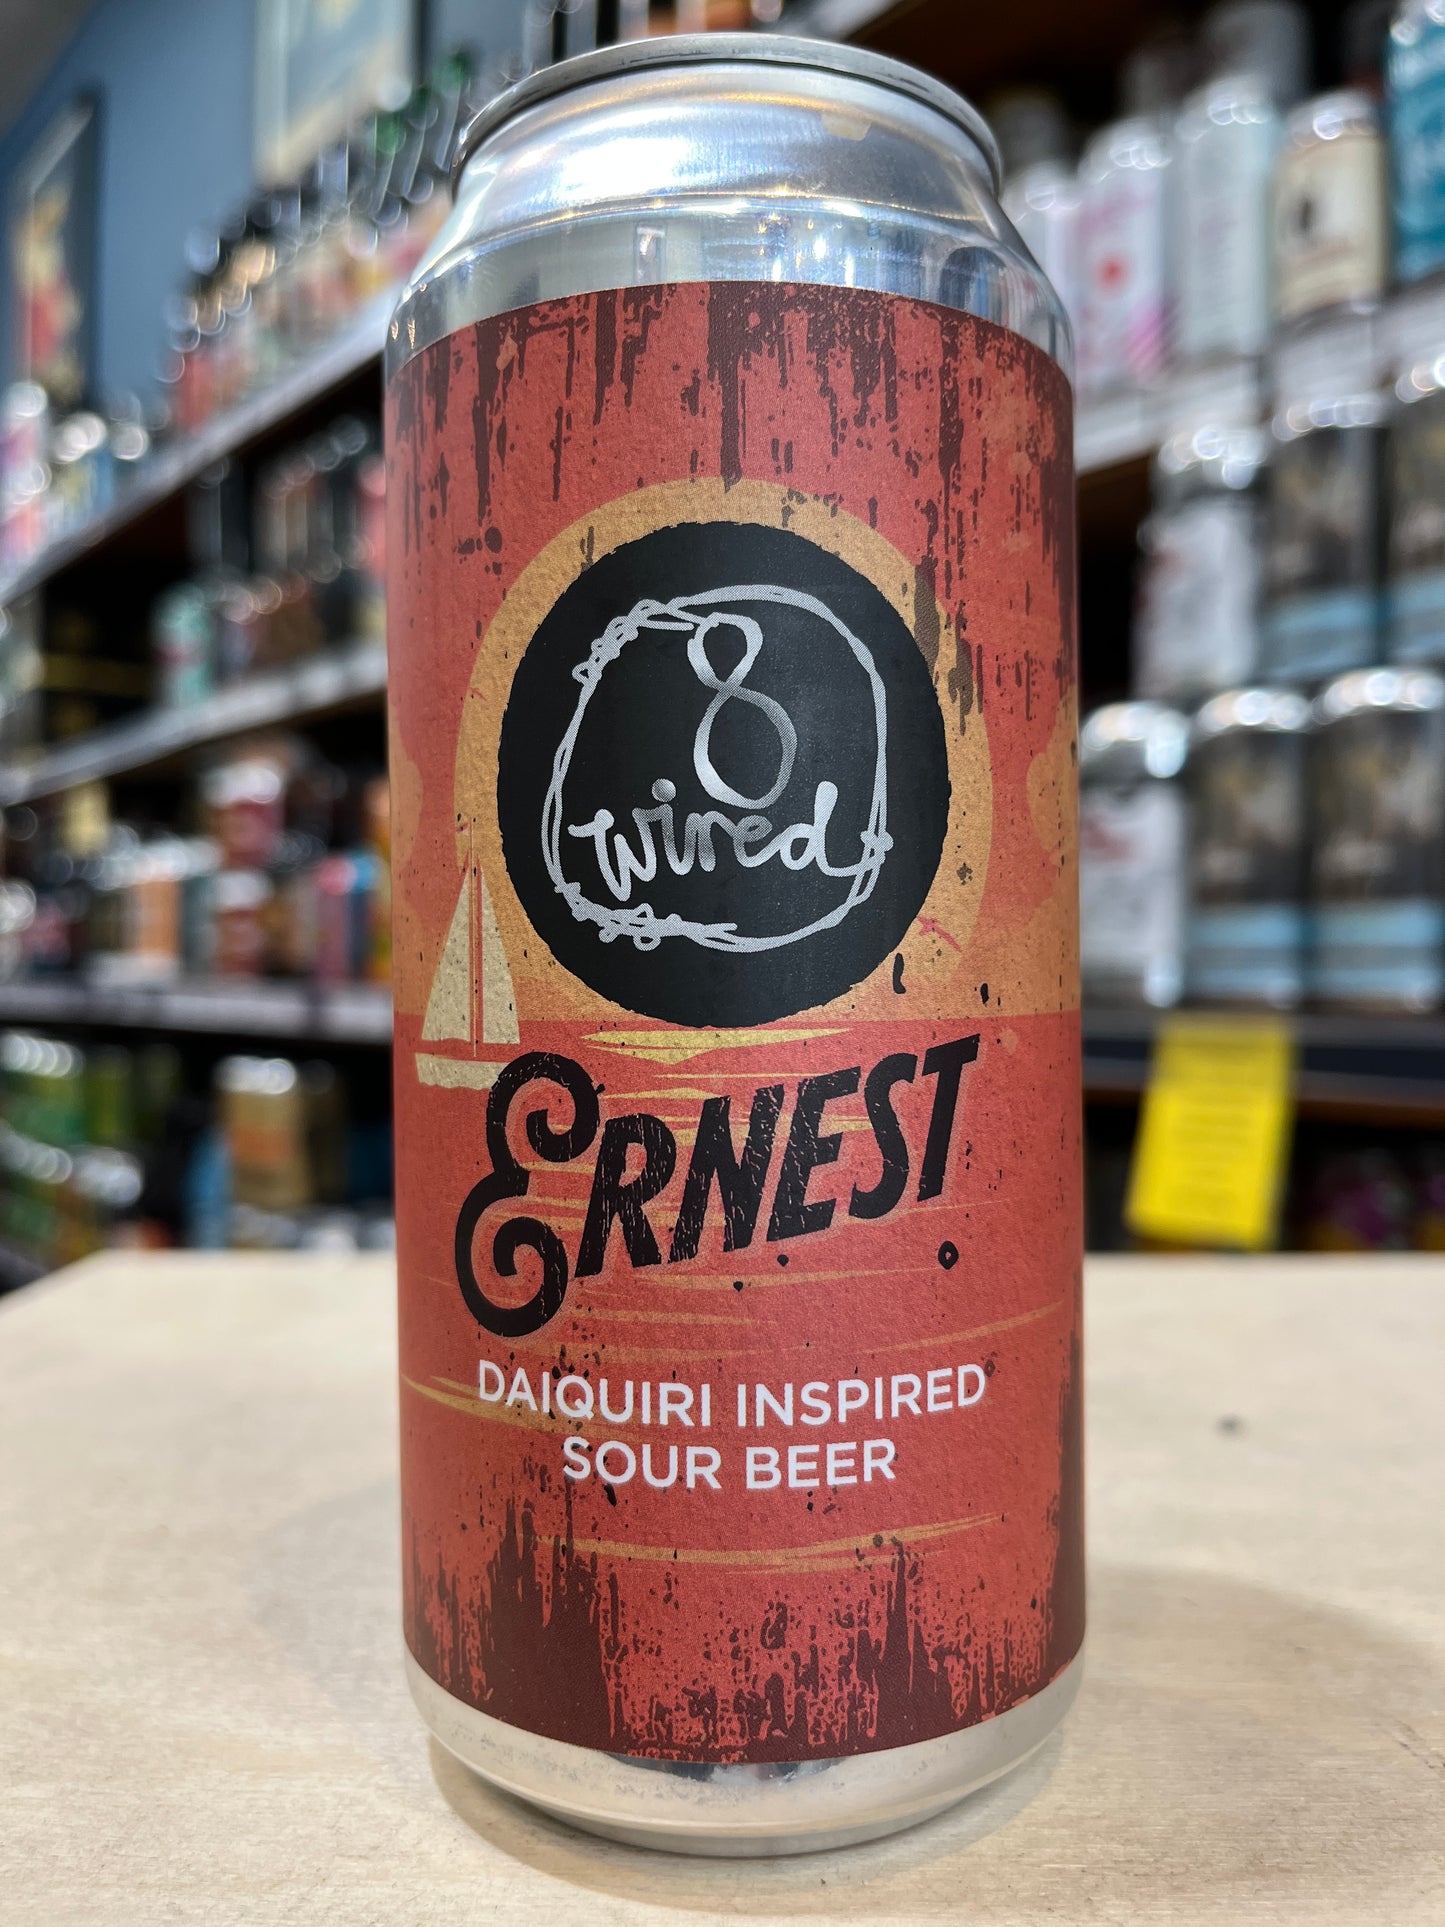 8
wired
ERNEST
DAIQUIRI INSPIRED
SOUR BEER